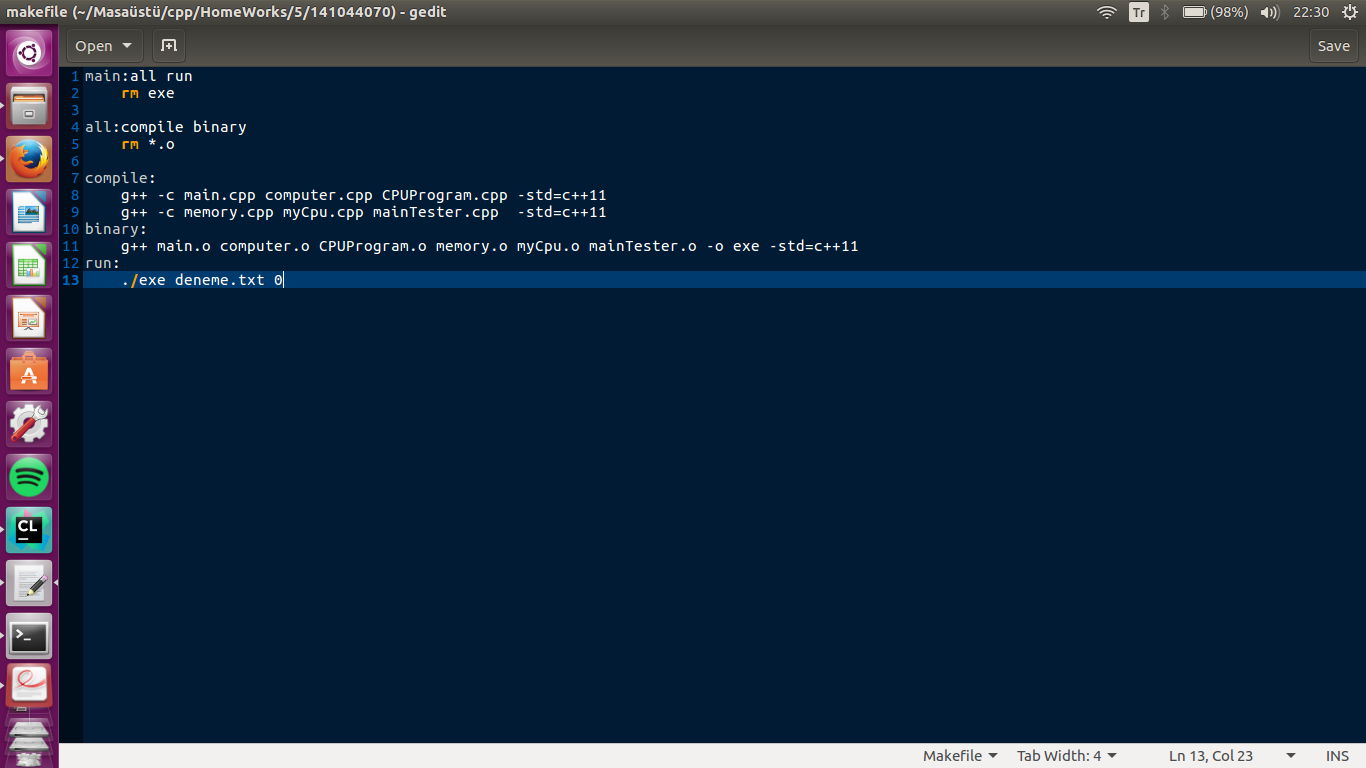 makefile (~/Masaüstü/cpp/HomeWorks/5/141044070) - gedit
Tr
(98%)
22:30
Open
Save
1 main:all run
2 rm exe
3
4 all:compile binary
5 rm *.o
6
7 compile:
8 g++ -c main.cpp computer.cpp CPUProgram.cpp -std=c++11
9 g++ -c memory.cpp myCpu.cpp mainTester.cpp  -std=c++11
10 binary:
11 g++ main.o computer.o CPUProgram.o memory.o myCpu.o mainTester.o -o exe -std=c++11
12 run:
13 ./exe deneme.txt 0
A
CL
>_
Makefile
Tab Width: 4
Ln 13, Col 23
INS